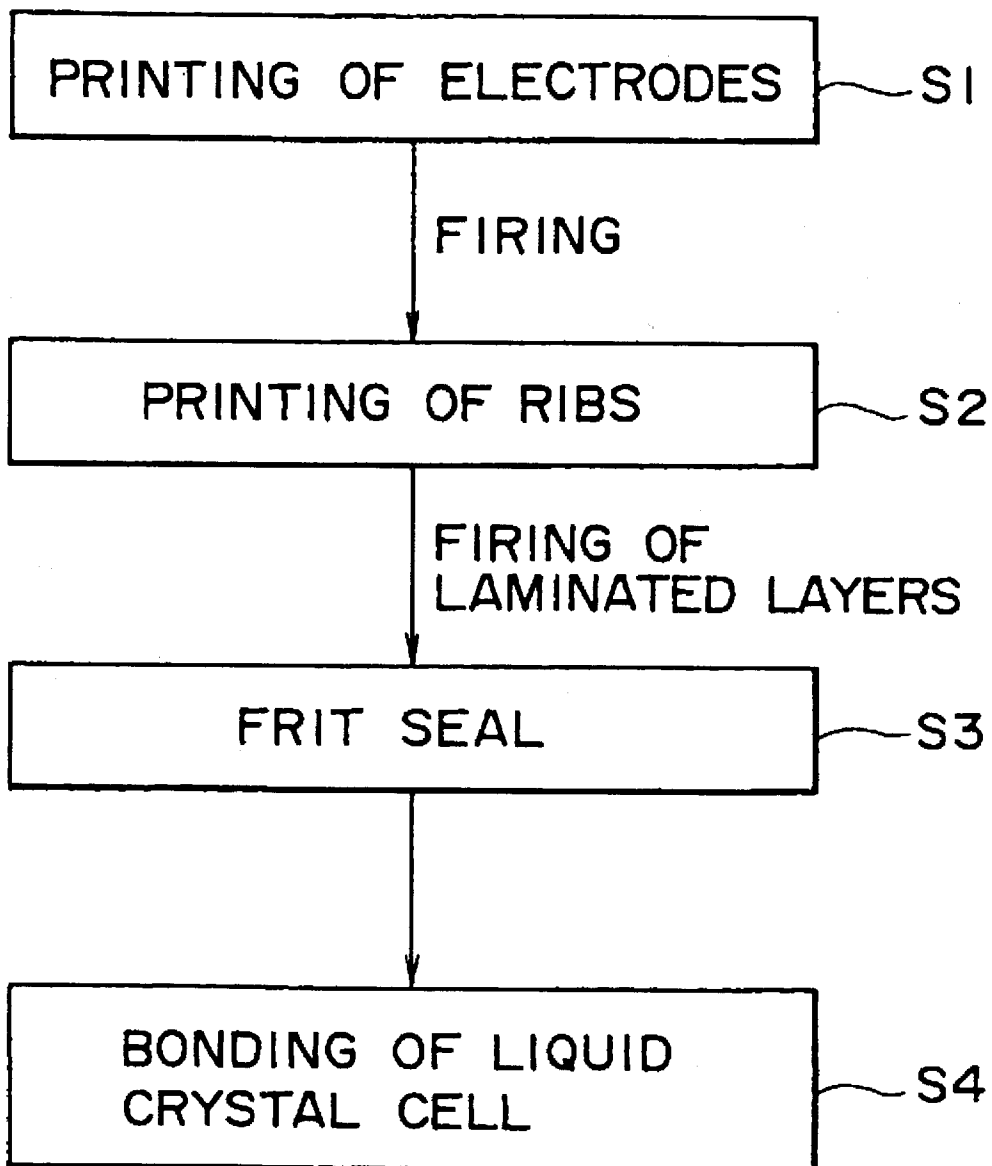 PRINTING OF ELECTRODES
S1
FIRING
PRINTING OF RIBS
S2
FIRING OF
LAMINATED LAYERS
FRIT SEAL
S3
BONDING OF LIQUID
CRYSTAL CELL
S4